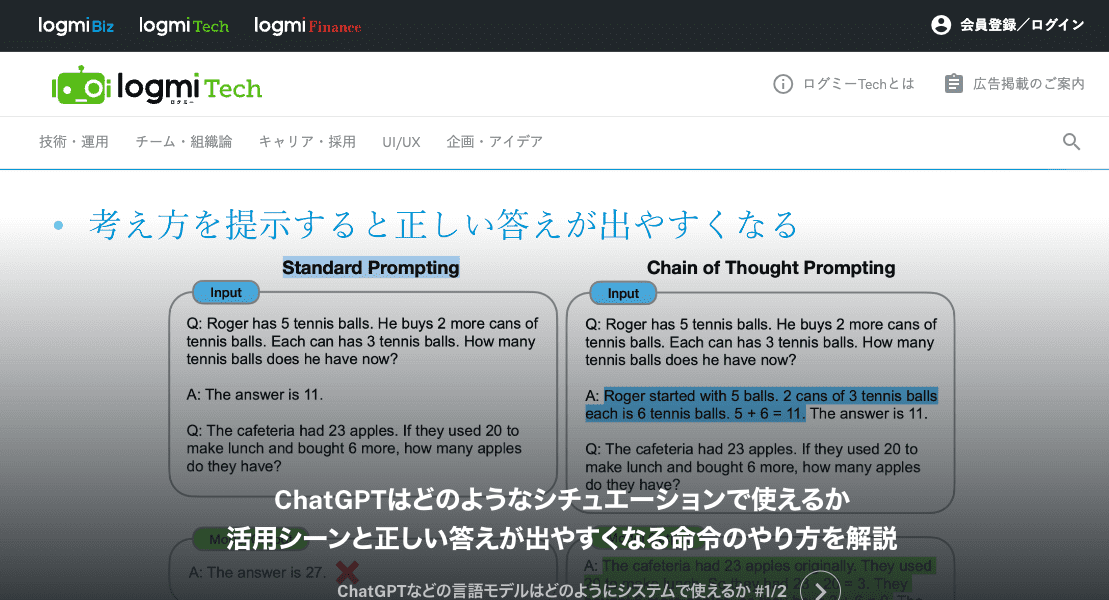 logmi Biz logmi Tech logmi Finance 会員登録／ログイン
logmi Tech
ログミー
ログミーTechとは 広告掲載のご案内
技術・運用 チーム・組織論 キャリア・採用 UI/UX 企画・アイデア
• 考え方を提示すると正しい答えが出やすくなる
Standard Prompting
Input
Q: Roger has 5 tennis balls. He buys 2 more cans of
tennis balls. Each can has 3 tennis balls. How many
tennis balls does he have now?
A: The answer is 11.
Q: The cafeteria had 23 apples. If they used 20 to
make lunch and bought 6 more, how many apples
do they have?
A: The answer is 27.
Chain of Thought Prompting
Input
Q: Roger has 5 tennis balls. He buys 2 more cans of
tennis balls. Each can has 3 tennis balls. How many
tennis balls does he have now?
A: Roger started with 5 balls. 2 cans of 3 tennis balls
each is 6 tennis balls. 5 + 6 = 11. The answer is 11.
Q: The cafeteria had 23 apples. If they used 20 to
make lunch and bought 6 more, how many apples
do they have?
A: The cafeteria had 23 apples originally. They used
ChatGPTはどのようなシチュエーションで使えるか
活用シーンと正しい答えが出やすくなる命令のやり方を解説
ChatGPTなどの言語モデルはどのようにシステムで使えるか #1/2